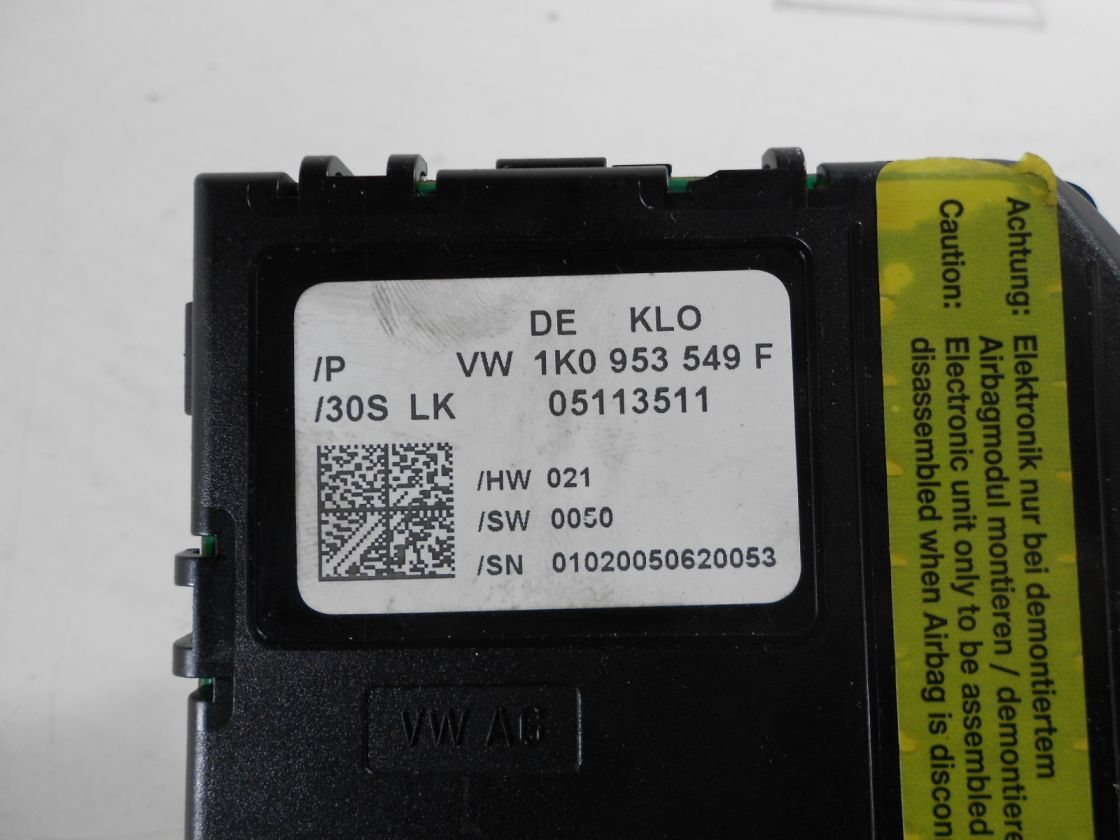 DE KLO
/P VW 1K0 953 549 F
/30S LK 05113511
/HW 021
/SW 0050
/SN 01020050620053
VW AG
Achtung: Elektronik nur bei demontiertem
Airbagmodul montieren / demontiere
Caution: Electronic unit only to be assembled
disassembled when Airbag is discon